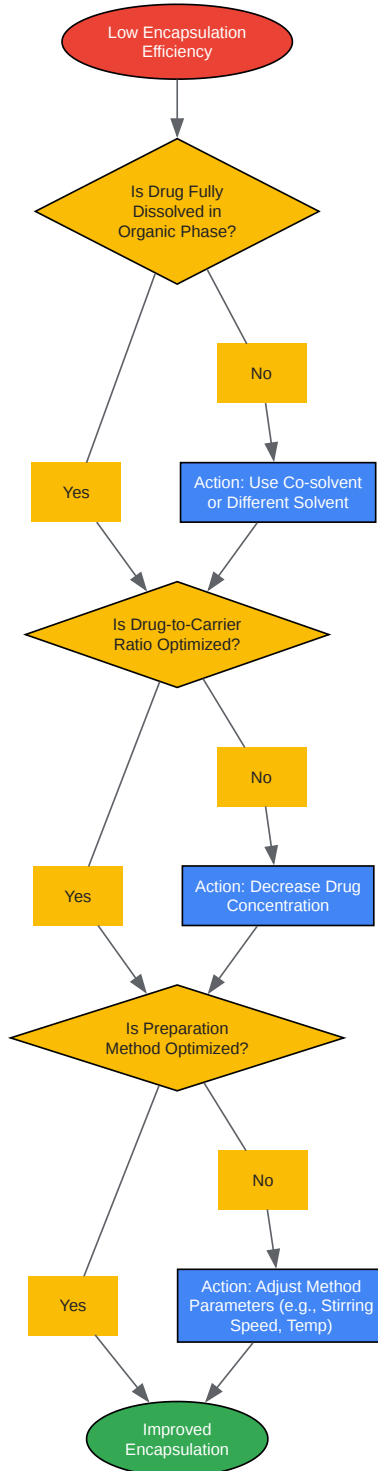 Low Encapsulation
Efficiency
Is Drug Fully
Dissolved in
Organic Phase?
No
Yes
Action: Use Co-solvent
or Different Solvent
Is Drug-to-Carrier
Ratio Optimized?
No
Yes
Action: Decrease Drug
Concentration
Is Preparation
Method Optimized?
No
Yes
Action: Adjust Method
Parameters (e.g., Stirring
Speed, Temp)
Improved
Encapsulation